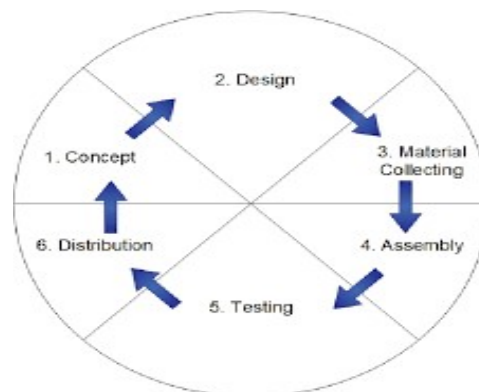 1. Concept
2. Design
3. Material
Collecting
4. Assembly
5. Testing
6. Distribution